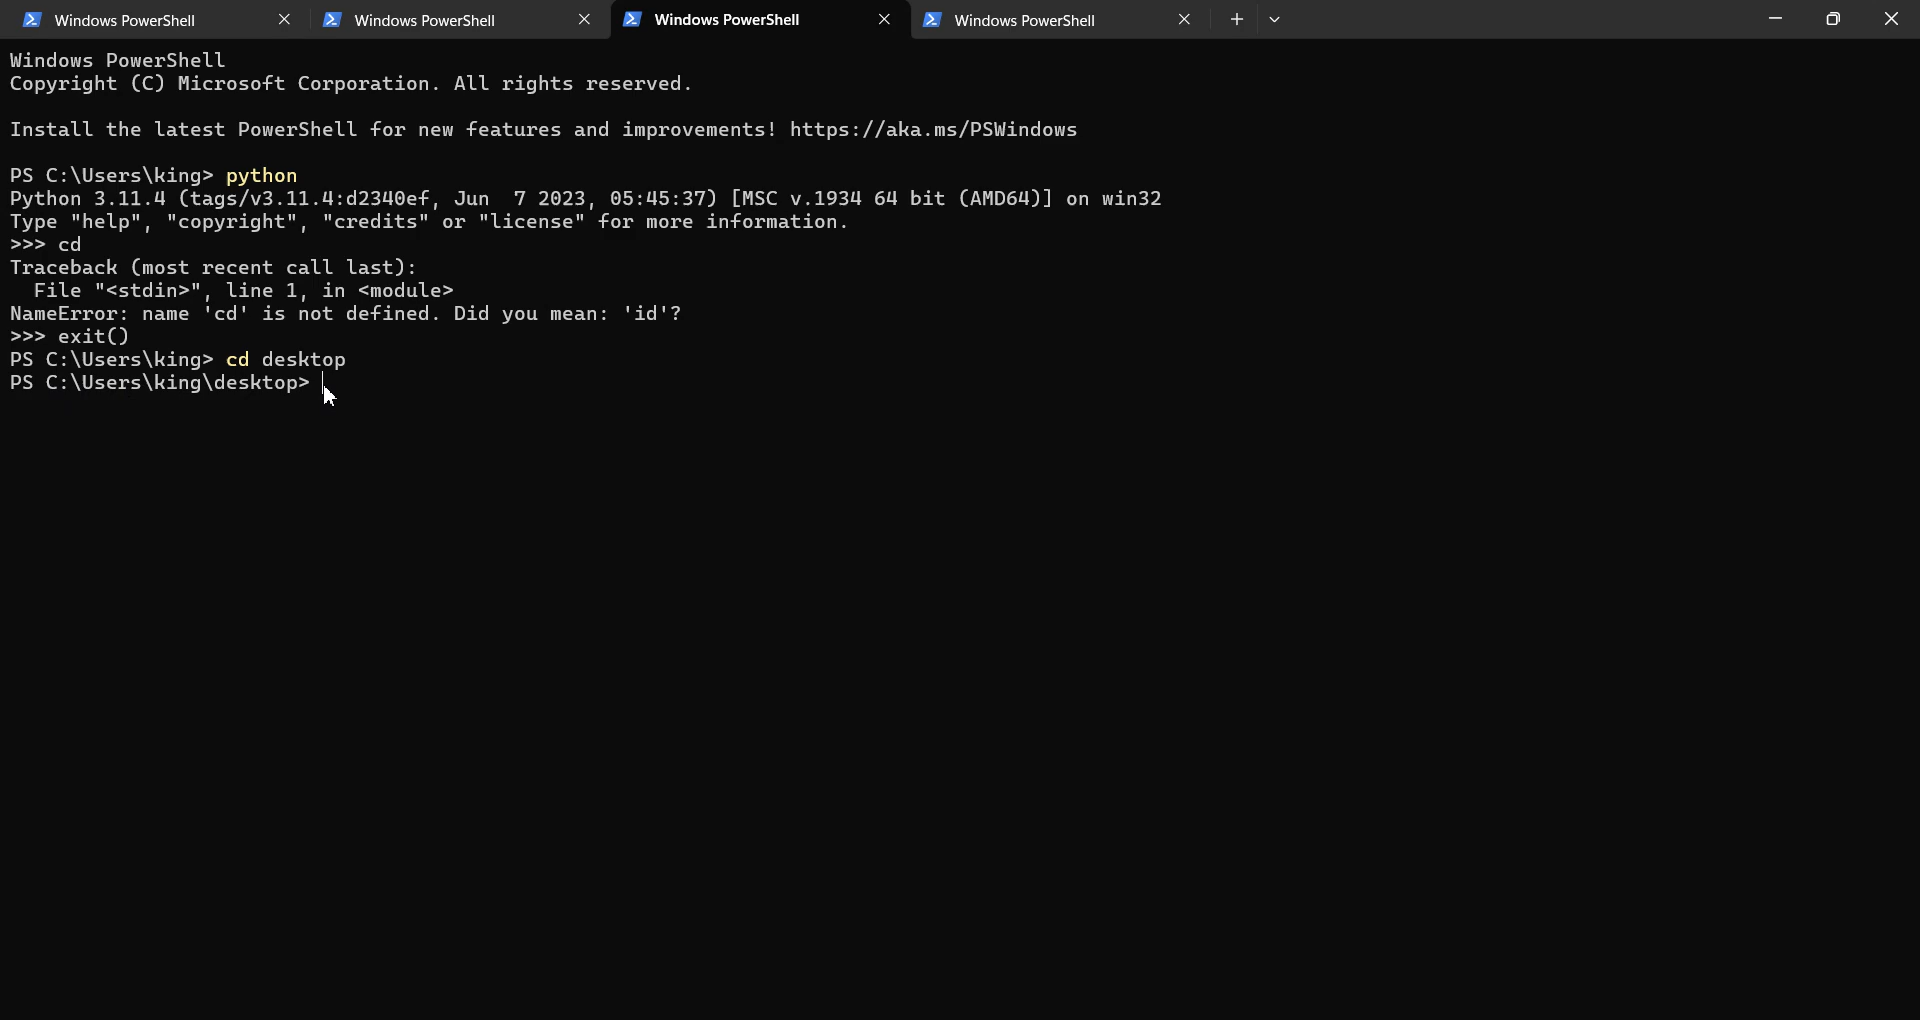 Windows PowerShell
Windows PowerShell
Windows PowerShell
Windows PowerShell
Windows PowerShell
Copyright (C) Microsoft Corporation. All rights reserved.
Install the latest PowerShell for new features and improvements! https://aka.ms/PSWindows
PS C:\Users\king> python
Python 3.11.4 (tags/v3.11.4:d2340ef, Jun  7 2023, 05:45:37) [MSC v.1934 64 bit (AMD64)] on win32
Type "help", "copyright", "credits" or "license" for more information.
>>> cd
Traceback (most recent call last):
  File "<stdin>", line 1, in <module>
NameError: name 'cd' is not defined. Did you mean: 'id'?
>>> exit()
PS C:\Users\king> cd desktop
PS C:\Users\king\desktop>